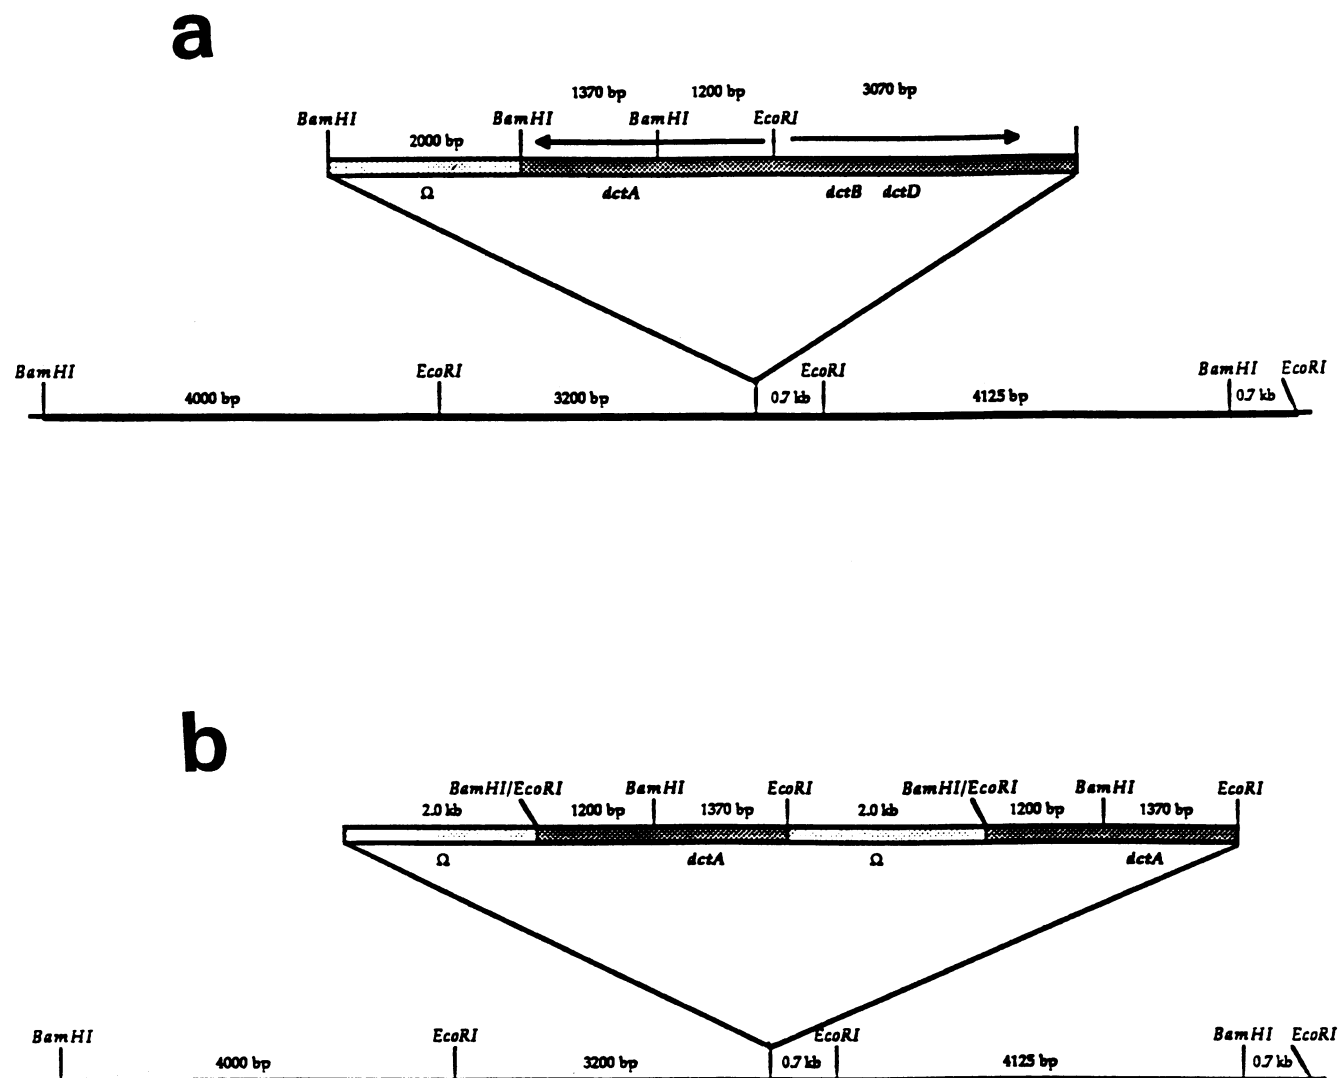 a
1370 bp 1200 bp 3070 bp
BamHI BamHI BamHI EcoRI
2000 bp
Ω dctA dctB dctD
BamHI EcoRI EcoRI BamHI EcoRI
4000 bp 3200 bp 0.7 kb 4125 bp 0.7 kb
b
BamHI/EcoRI BamHI EcoRI BamHI/EcoRI BamHI EcoRI
2.0 kb 1200 bp 1370 bp 2.0 kb 1200 bp 1370 bp
Ω dctA Ω dctA
BamHI EcoRI EcoRI BamHI EcoRI
4000 bp 3200 bp 0.7 kb 4125 bp 0.7 kb